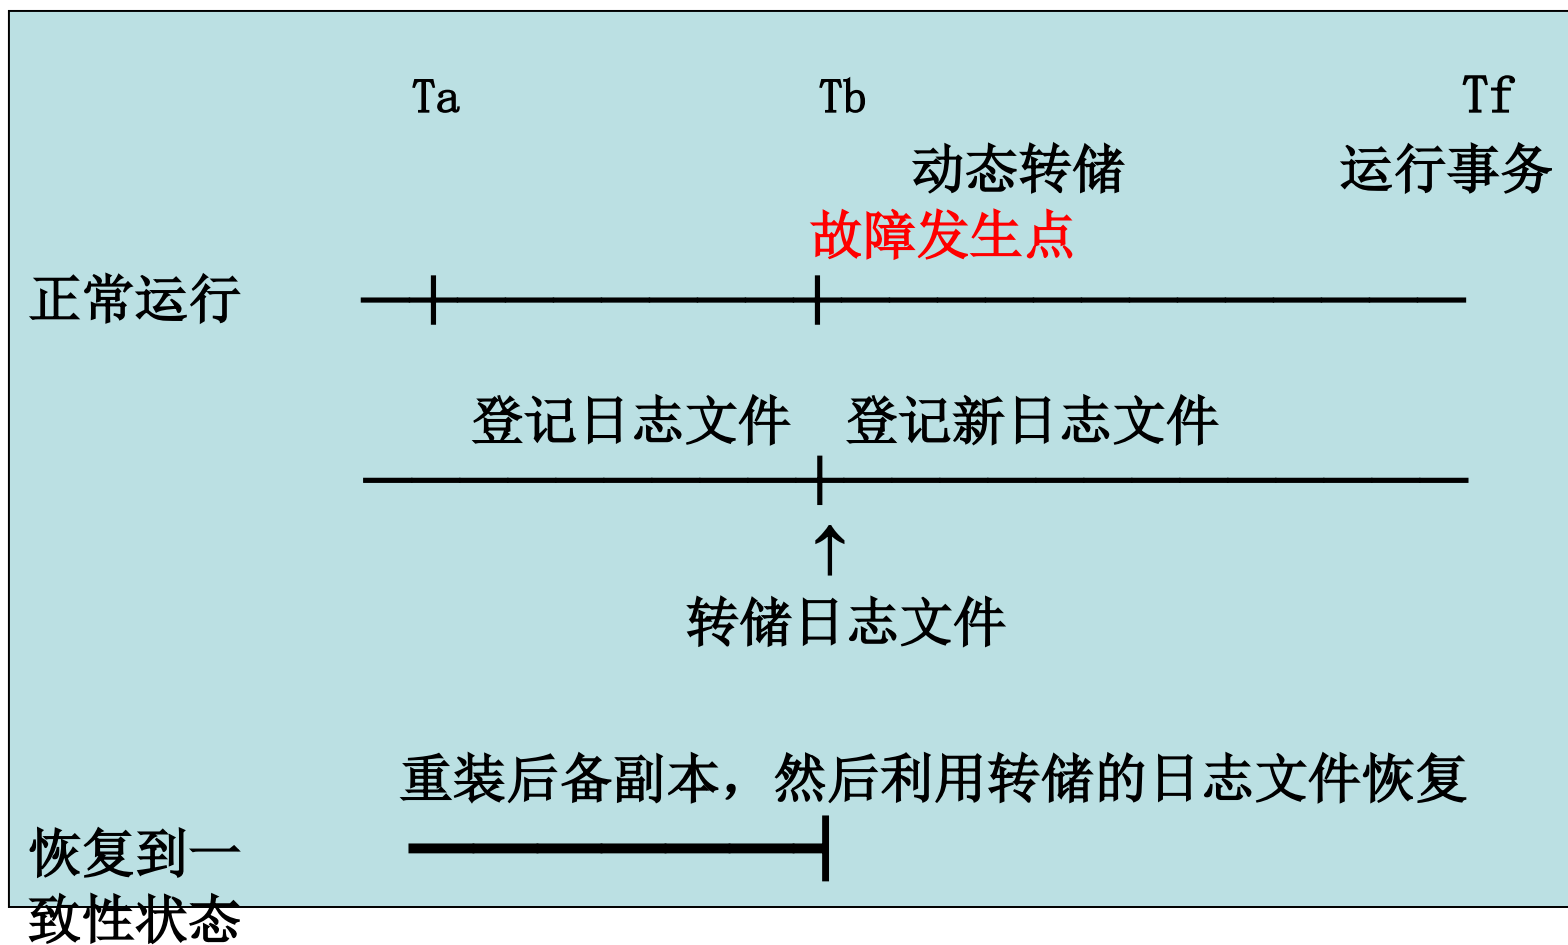 Ta Tb Tf
动态转储 运行事务
故障发生点
正常运行
登记日志文件 登记新日志文件
↑
转储日志文件
重装后备副本，然后利用转储的日志文件恢复
恢复到一
致性状态